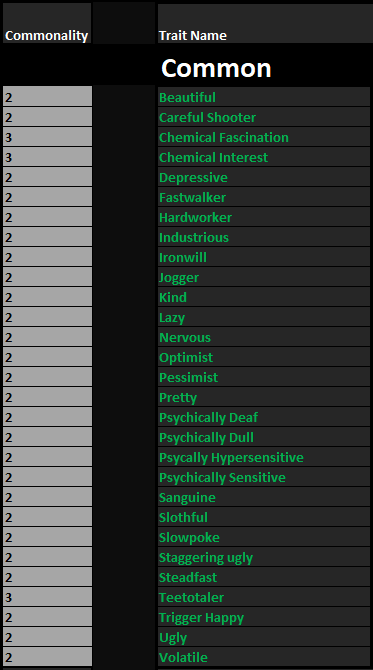 Commonality Trait Name
Common
2 Beautiful
2 Careful Shooter
3 Chemical Fascination
3 Chemical Interest
2 Depressive
2 Fastwalker
2 Hardworker
2 Industrious
2 Ironwill
2 Jogger
2 Kind
2 Lazy
2 Nervous
2 Optimist
2 Pessimist
2 Pretty
2 Psychically Deaf
2 Psychically Dull
2 Psycally Hypersensitive
2 Psychically Sensitive
2 Sanguine
2 Slothful
2 Slowpoke
2 Staggering ugly
2 Steadfast
3 Teetotaler
2 Trigger Happy
2 Ugly
2 Volatile